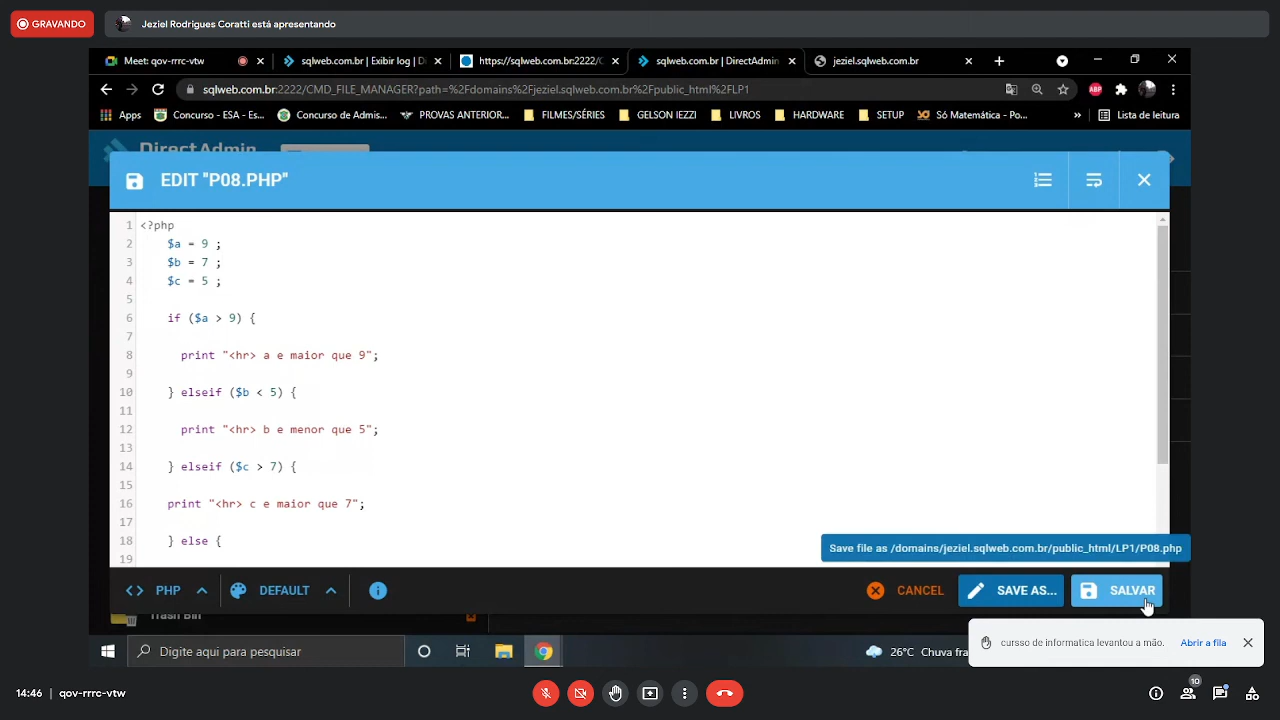 GRAVANDO
Jeziel Rodrigues Coratti está apresentando
Meet: qov-rrrc-vtw
sqlweb.com.br | Exibir log | D
https://sqlweb.com.br:2222/C
sqlweb.com.br | DirectAdmin
jeziel.sqlweb.com.br
sqlweb.com.br:2222/CMD_FILE_MANAGER?path=%2Fdomains%2Fjeziel.sqlweb.com.br%2Fpublic_html%2FLP1
ABP
Apps
Concurso - ESA - Es...
Concurso de Admis...
PROVAS ANTERIOR...
FILMES/SÉRIES
GELSON IEZZI
LIVROS
HARDWARE
SETUP
Só Matemática - Po...
»
Lista de leitura
DirectAdmin
EDIT "P08.PHP"
1 <?php
2 $a = 9 ;
3 $b = 7 ;
4 $c = 5 ;
5
6 if ($a > 9) {
7
8 print "<hr> a e maior que 9";
9
10 } elseif ($b < 5) {
11
12 print "<hr> b e menor que 5";
13
14 } elseif ($c > 7) {
15
16 print "<hr> c e maior que 7";
17
18 } else {
19
Save file as /domains/jeziel.sqlweb.com.br/public_html/LP1/P08.php
PHP
DEFAULT
CANCEL
SAVE AS...
SALVAR
Trash Bin
Digite aqui para pesquisar
26°C Chuva fra
cursso de informatica levantou a mão.
Abrir a fila
14:46 | qov-rrrc-vtw
10